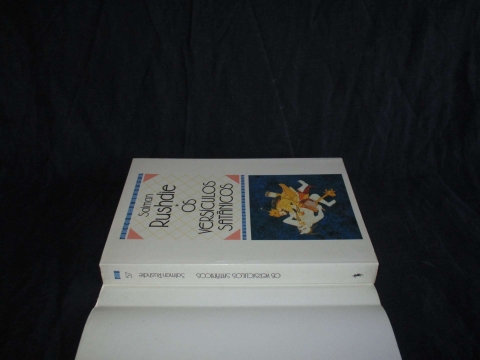 Salman
Rushdie
OS
VERSÍCULOS
SATÂNICOS
Salman Rushdie OS VERSÍCULOS SATÂNICOS